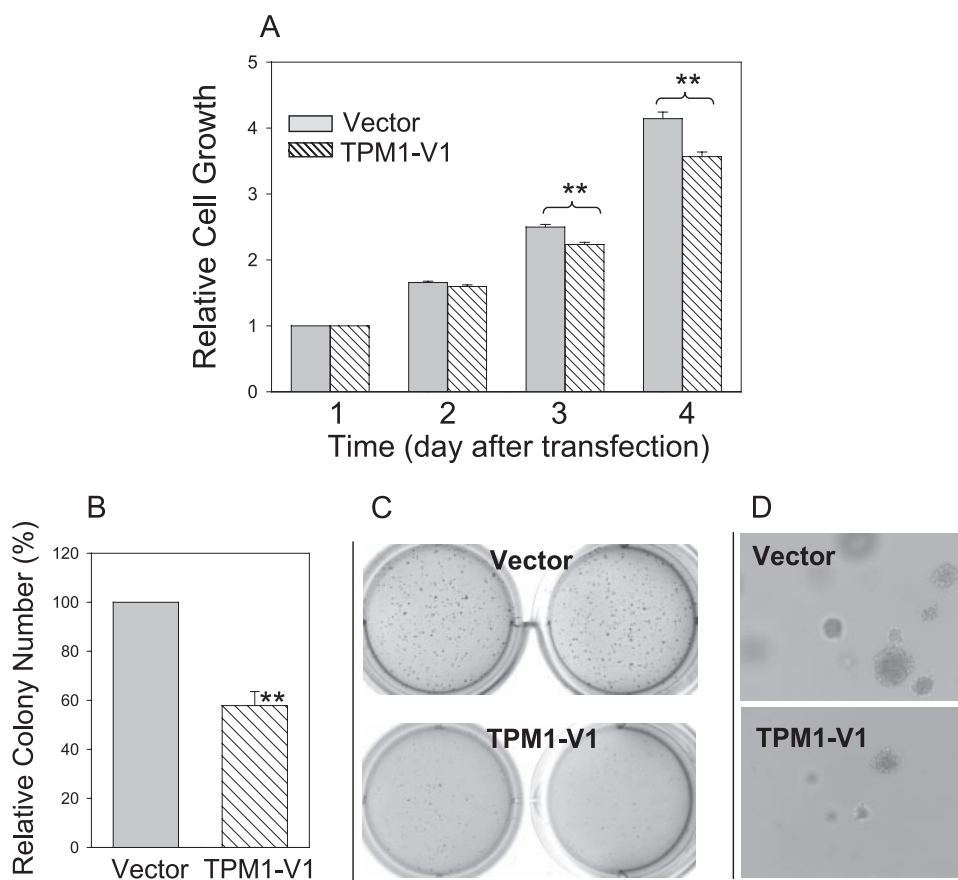 A
Relative Cell Growth
5
4
3
2
1
0
Vector
TPM1-V1
**
**
1 2 3 4
Time (day after transfection)
B
Relative Colony Number (%)
120
100
80
60
40
20
0
**
Vector TPM1-V1
C
Vector
TPM1-V1
D
Vector
TPM1-V1